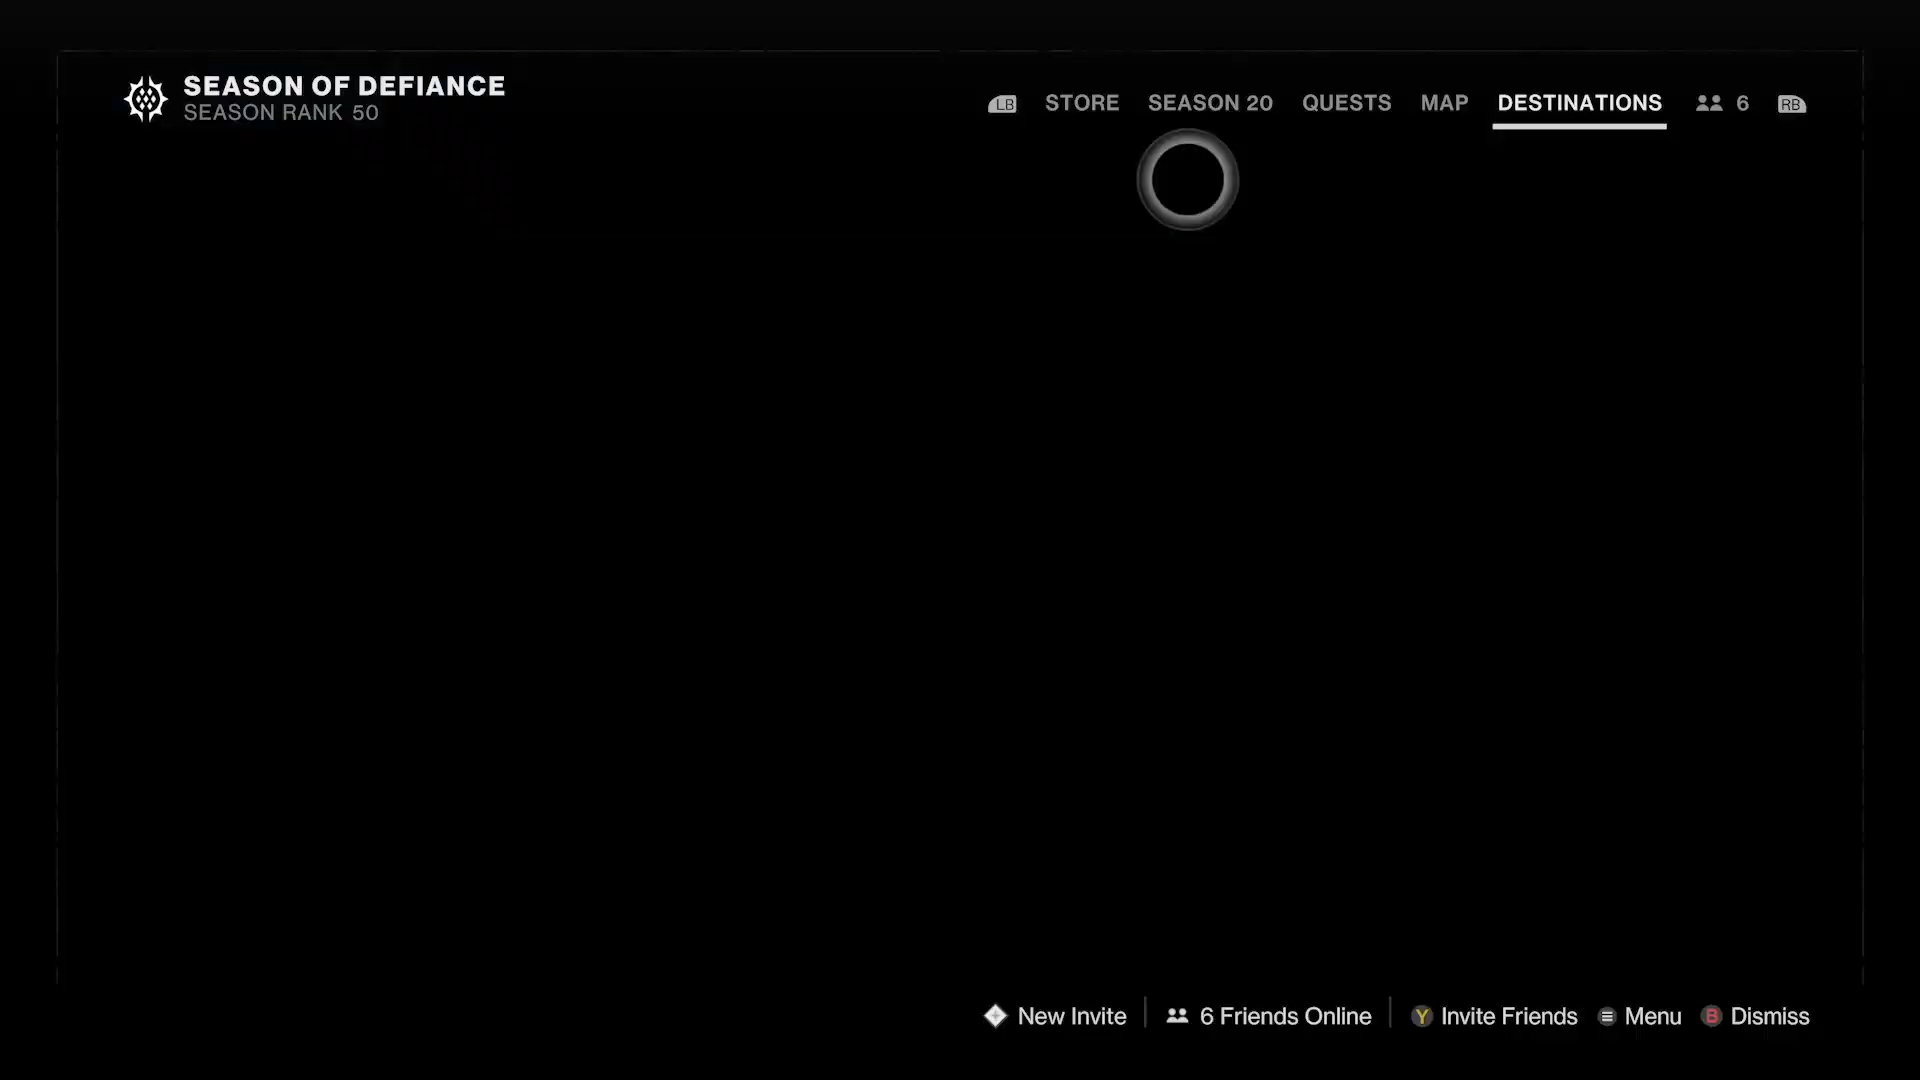 SEASON OF DEFIANCE
SEASON RANK 50
LB STORE SEASON 20 QUESTS MAP DESTINATIONS 6 RB
New Invite 6 Friends Online Y Invite Friends Menu B Dismiss